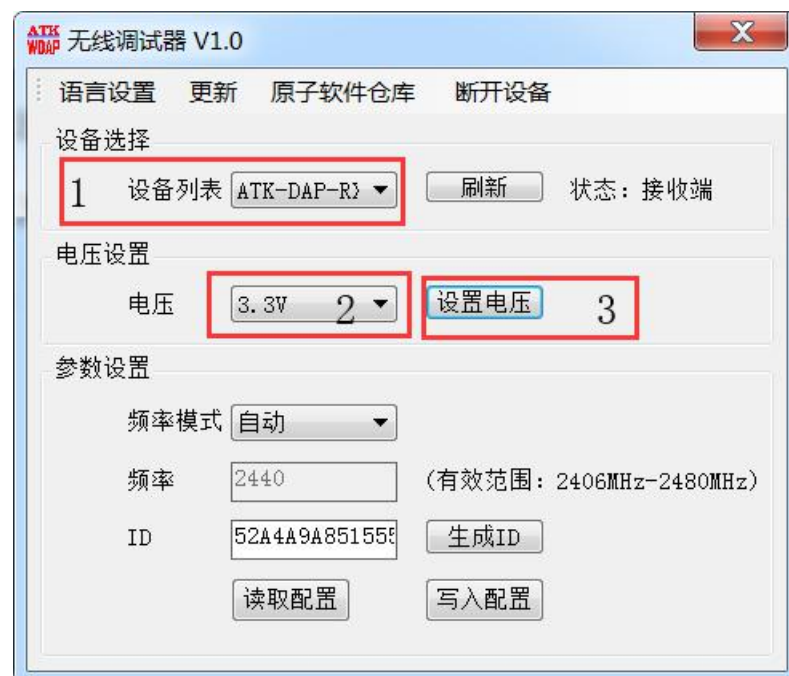 ATK WDAP 无线调试器 V1.0 X
语言设置 更新 原子软件仓库 断开设备
设备选择
1 设备列表 ATK-DAP-RX 刷新 状态：接收端
电压设置
电压 3.3V 2 设置电压 3
参数设置
频率模式 自动
频率 2440 (有效范围：2406MHz-2480MHz)
ID 52A4A9A851555 生成ID
读取配置 写入配置